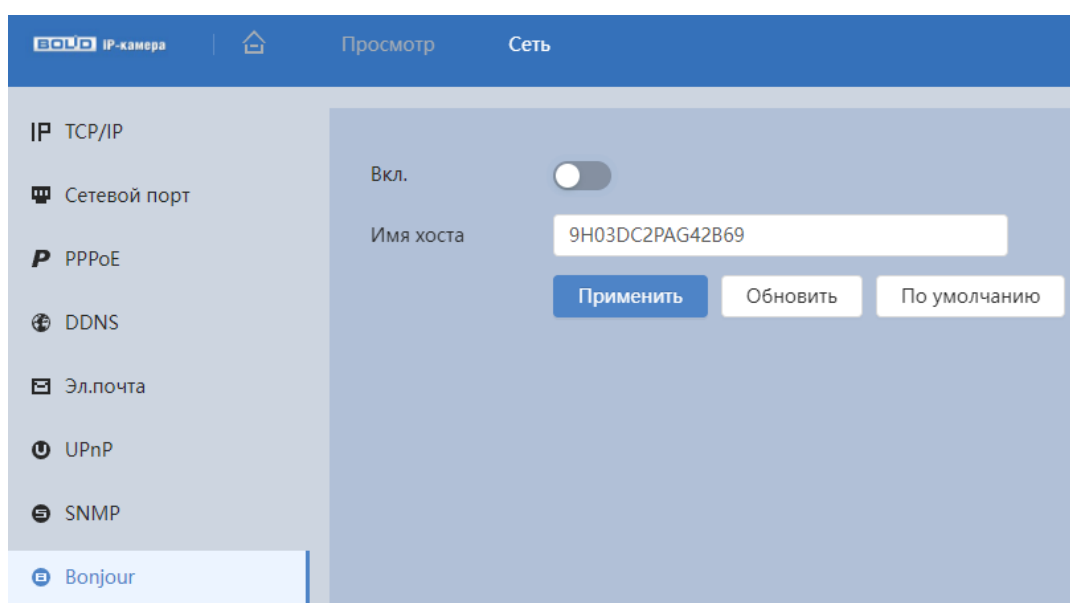 BOLID IP-камера
Просмотр
Сеть
IP TCP/IP
Сетевой порт
P PPPoE
DDNS
Эл.почта
UPnP
SNMP
Bonjour
Вкл.
Имя хоста
9H03DC2PAG42B69
Применить
Обновить
По умолчанию